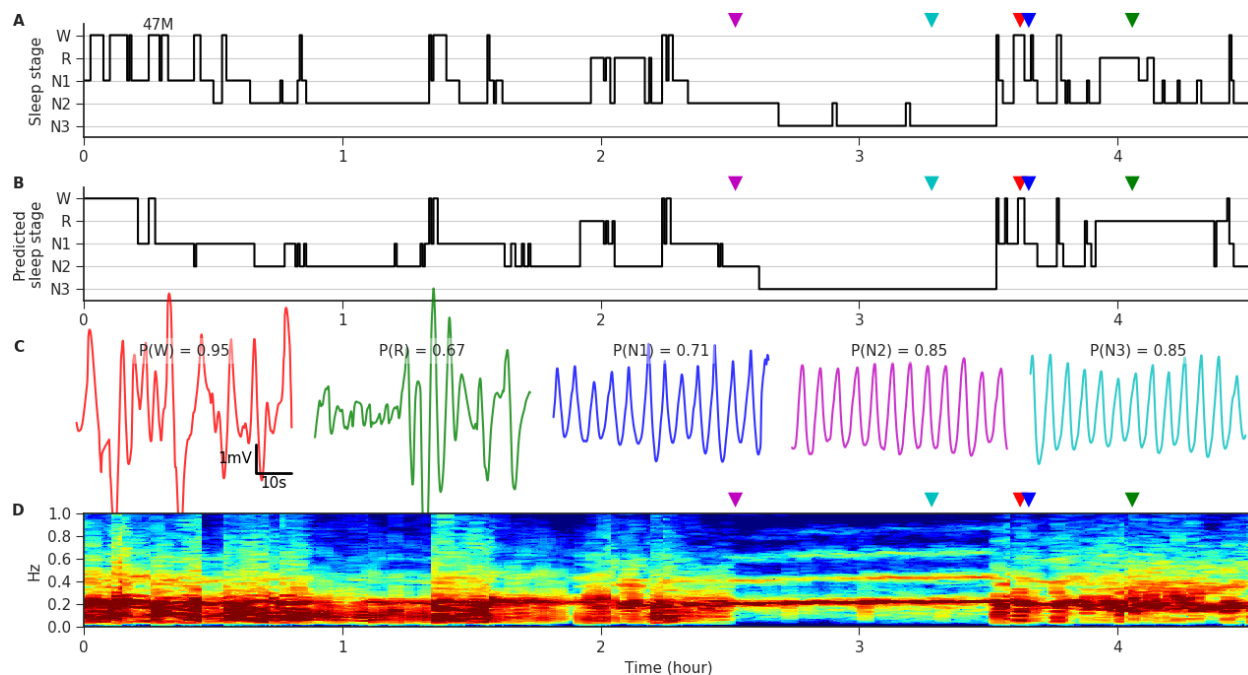 A
47M
Sleep stage
W
R
N1
N2
N3
0 1 2 3 4
B
Predicted
sleep stage
W
R
N1
N2
N3
0 1 2 3 4
C
P(W) = 0.95 P(R) = 0.67 P(N1) = 0.71 P(N2) = 0.85 P(N3) = 0.85
1mV
10s
D
Hz
1.0
0.8
0.6
0.4
0.2
0.0
0 1 2 3 4
Time (hour)